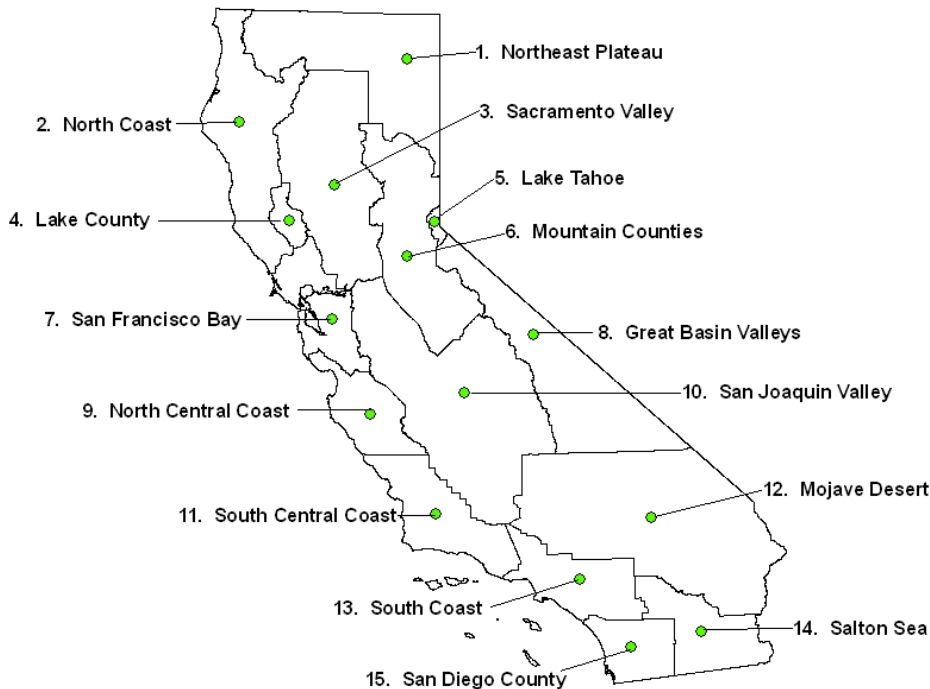 1. Northeast Plateau
2. North Coast
3. Sacramento Valley
4. Lake County
5. Lake Tahoe
6. Mountain Counties
7. San Francisco Bay
8. Great Basin Valleys
9. North Central Coast
10. San Joaquin Valley
11. South Central Coast
12. Mojave Desert
13. South Coast
14. Salton Sea
15. San Diego County